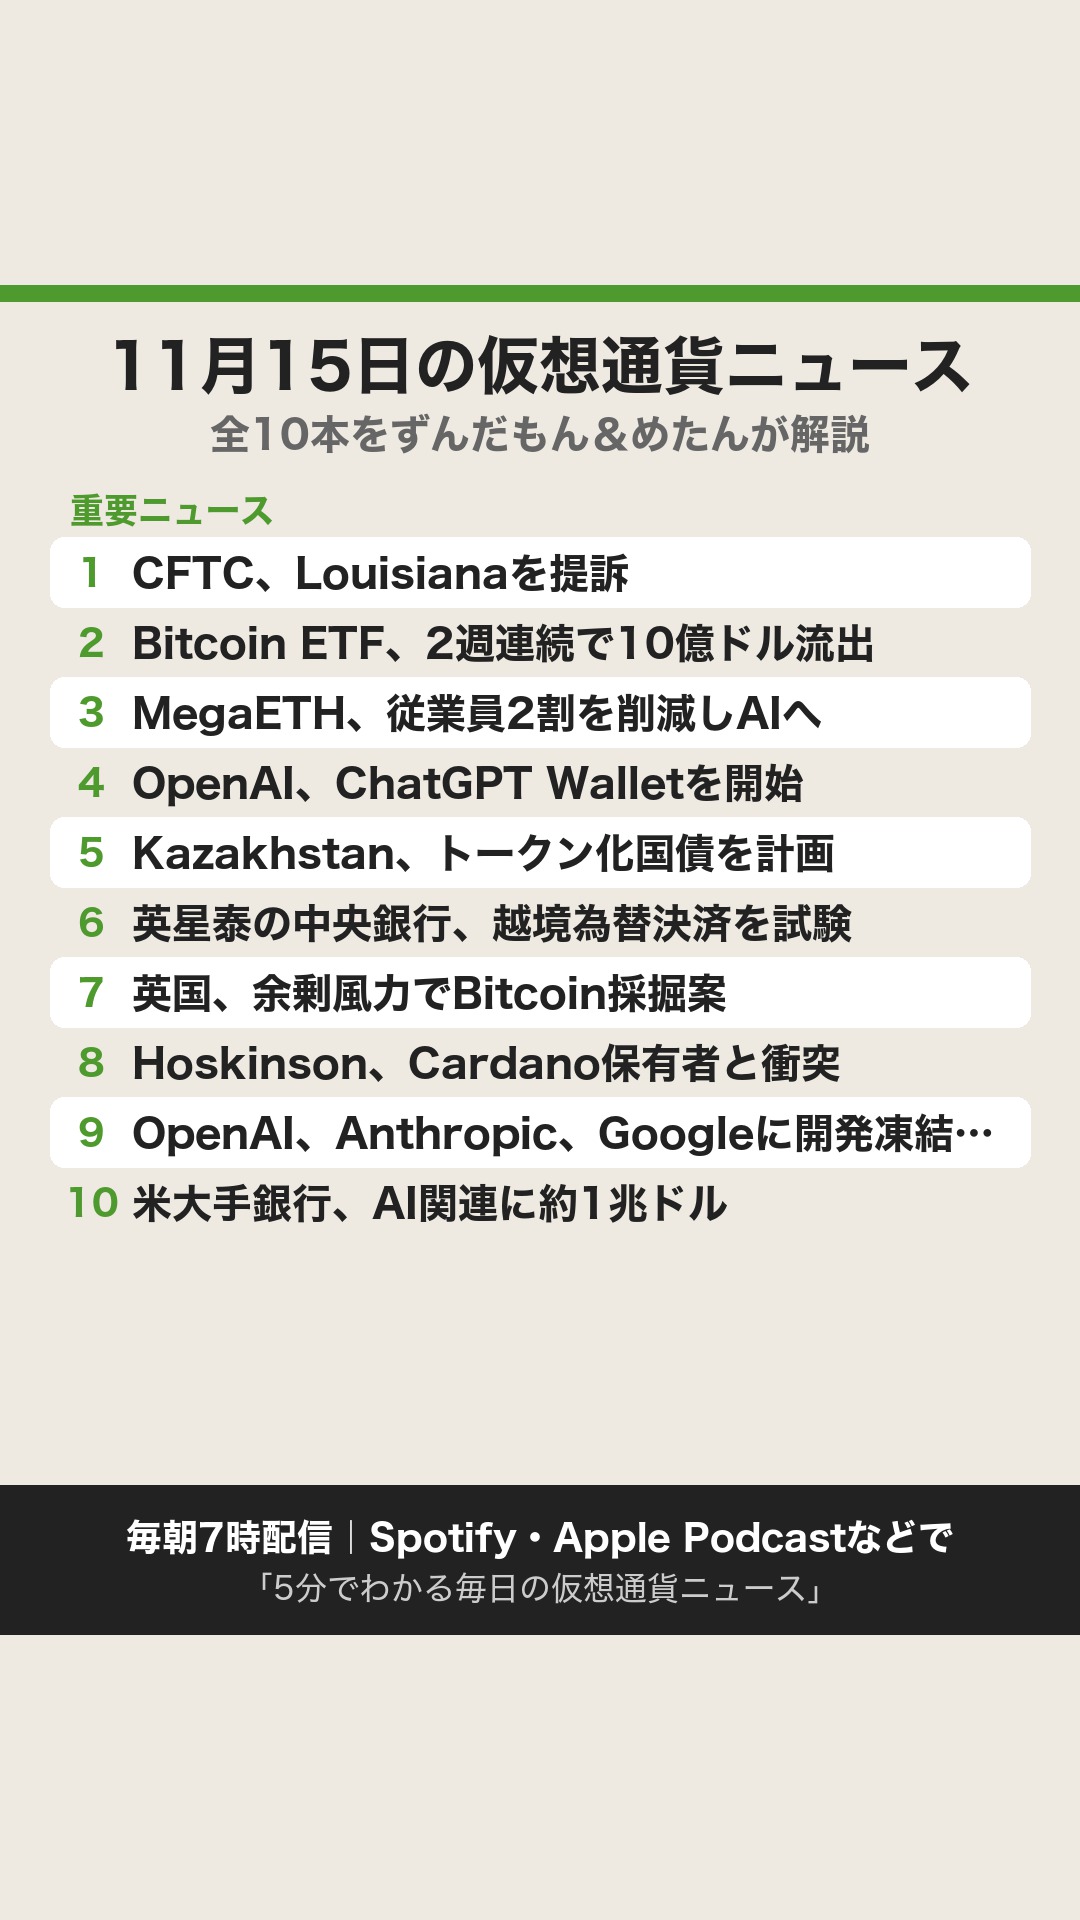 11月15日の仮想通貨ニュース
全10本をずんだもん＆めたんが解説
重要ニュース
1 CFTC、Louisianaを提訴
2 Bitcoin ETF、2週連続で10億ドル流出
3 MegaETH、従業員2割を削減しAIへ
4 OpenAI、ChatGPT Walletを開始
5 Kazakhstan、トークン化国債を計画
6 英星泰の中央銀行、越境為替決済を試験
7 英国、余剰風力でBitcoin採掘案
8 Hoskinson、Cardano保有者と衝突
9 OpenAI、Anthropic、Googleに開発凍結…
10 米大手銀行、AI関連に約1兆ドル
毎朝7時配信｜Spotify・Apple Podcastなどで
「5分でわかる毎日の仮想通貨ニュース」